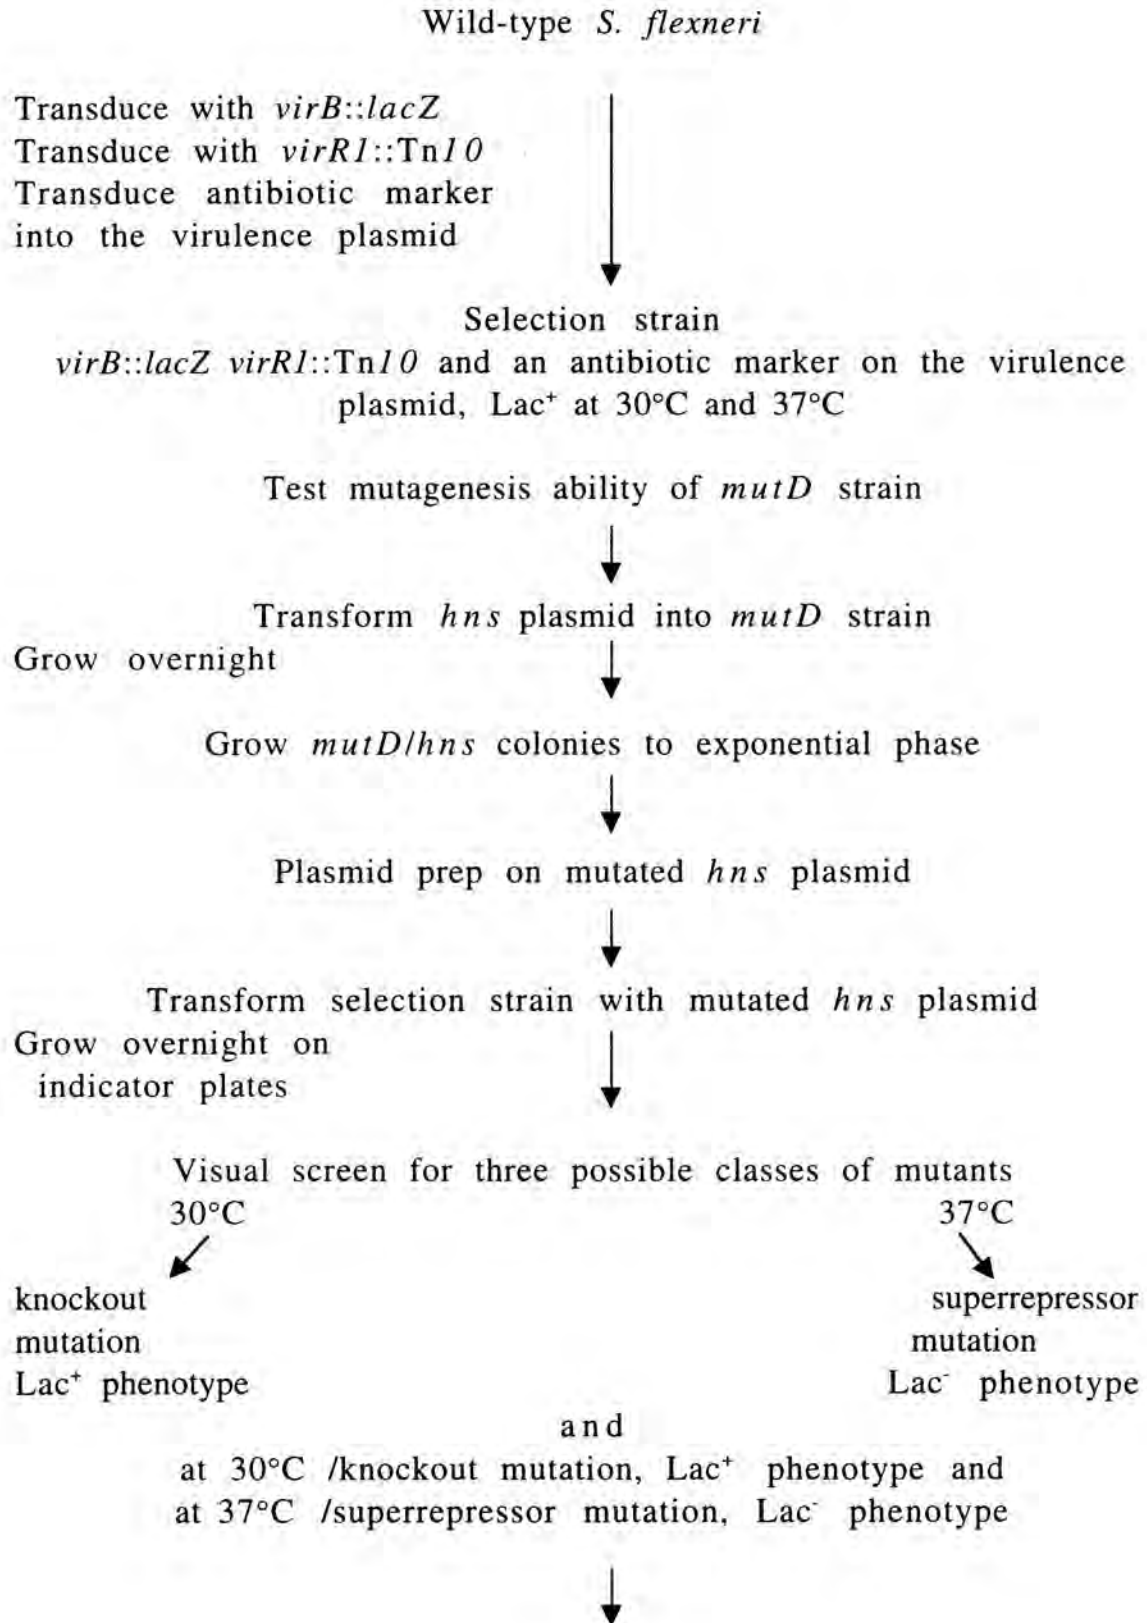 Wild-type S. flexneri
Transduce with virB::lacZ
Transduce with virR1::Tn10
Transduce antibiotic marker
into the virulence plasmid
Selection strain
virB::lacZ virR1::Tn10 and an antibiotic marker on the virulence
plasmid, Lac⁺ at 30°C and 37°C
Test mutagenesis ability of mutD strain
Transform hns plasmid into mutD strain
Grow overnight
Grow mutD/hns colonies to exponential phase
Plasmid prep on mutated hns plasmid
Transform selection strain with mutated hns plasmid
Grow overnight on
indicator plates
Visual screen for three possible classes of mutants
30°C
37°C
knockout
mutation
Lac⁺ phenotype
superrepressor
mutation
Lac⁻ phenotype
and
at 30°C /knockout mutation, Lac⁺ phenotype and
at 37°C /superrepressor mutation, Lac⁻ phenotype